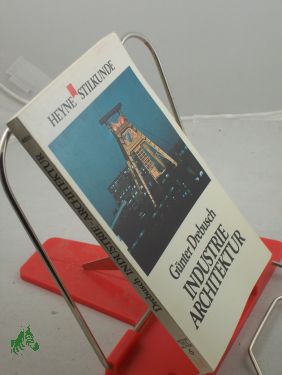 HEYNE STILKUNDE
Günter Drebusch
INDUSTRIE
ARCHITEKTUR
Drebusch INDUSTRIE ARCHITEKTUR